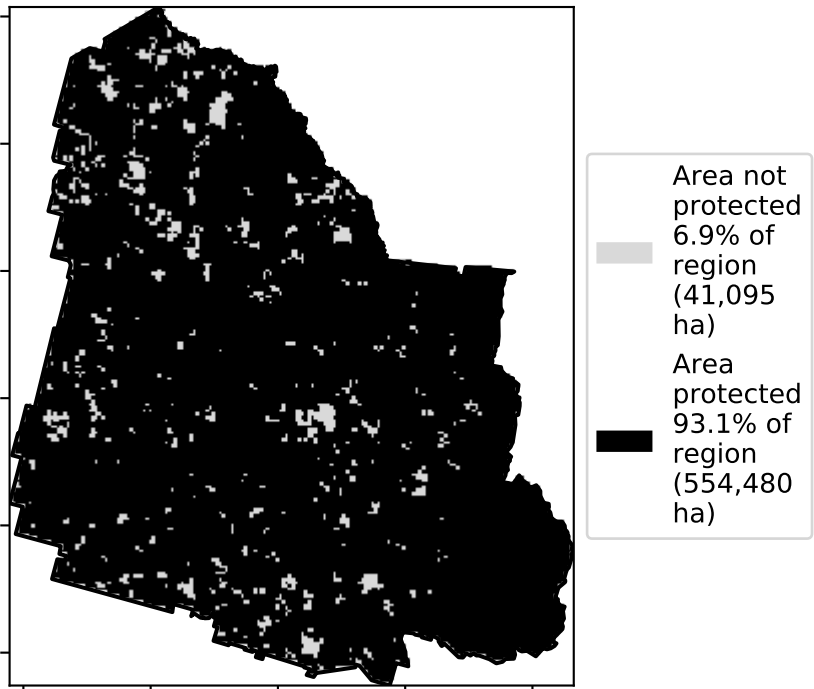 Area not
protected
6.9% of
region
(41,095
ha)
Area
protected
93.1% of
region
(554,480
ha)